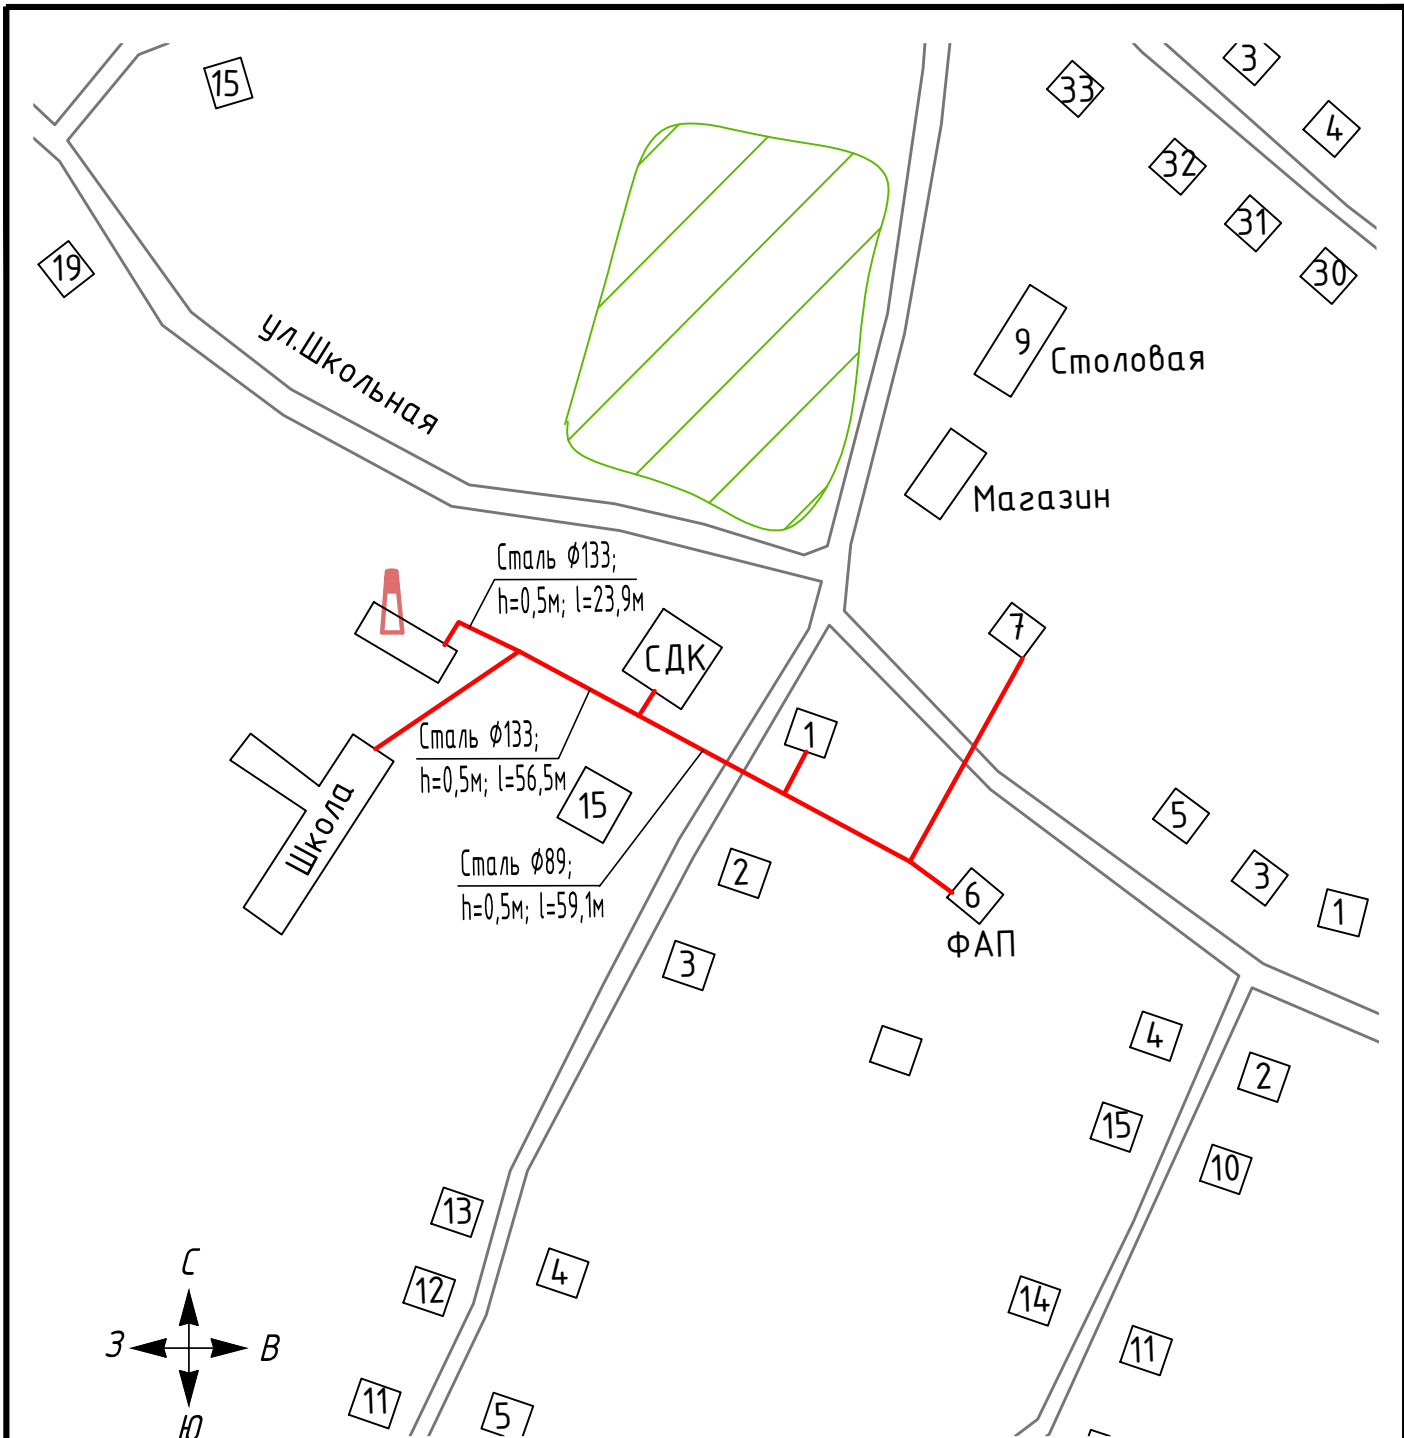 3
15
33
4
32
31
19
30
ул.Школьная
9
Столовая
Магазин
Сталь Ф133;
h=0,5м; l=23,9м
7
СДК
1
Сталь Ф133;
h=0,5м; l=56,5м
15
5
Школа
Сталь Ф89;
h=0,5м; l=59,1м
2
3
6
1
ФАП
3
4
2
15
10
13
С
4
12
14
З
В
11
11
5
Ю